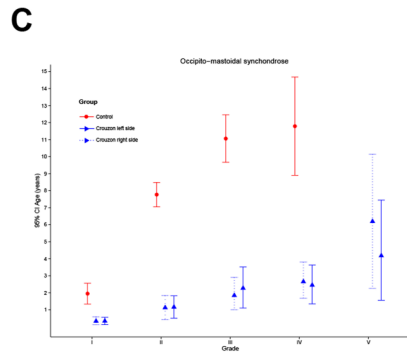 C
Occipito-mastoidal synchondrose
95% CI Age (years)
15
14
13
12
11
10
9
8
7
6
5
4
3
2
1
Group
Control
Crouzon left side
Crouzon right side
I II III IV V
Grade